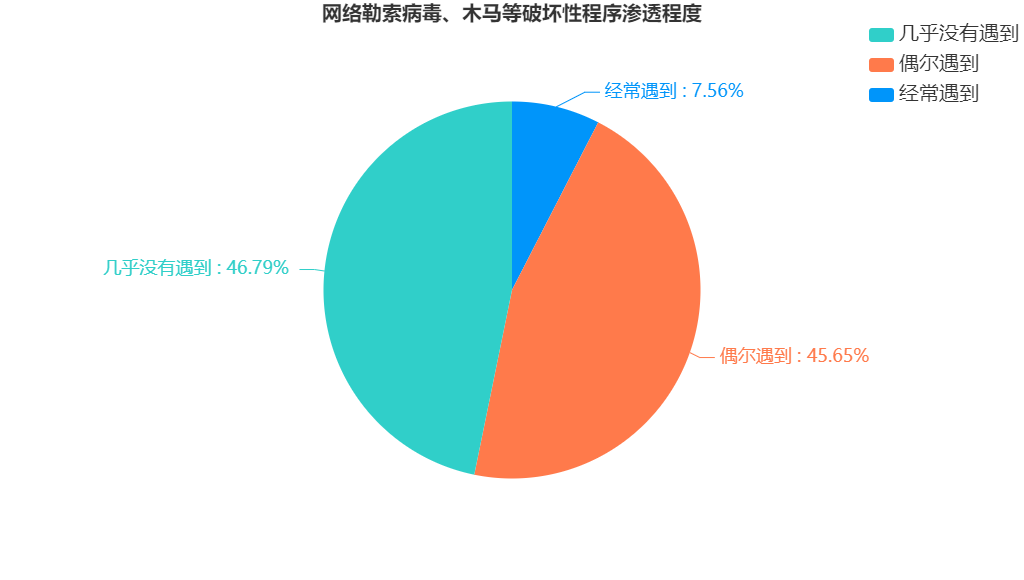 网络勒索病毒、木马等破坏性程序渗透程度
几乎没有遇到
偶尔遇到
经常遇到
经常遇到 : 7.56%
几乎没有遇到 : 46.79%
偶尔遇到 : 45.65%